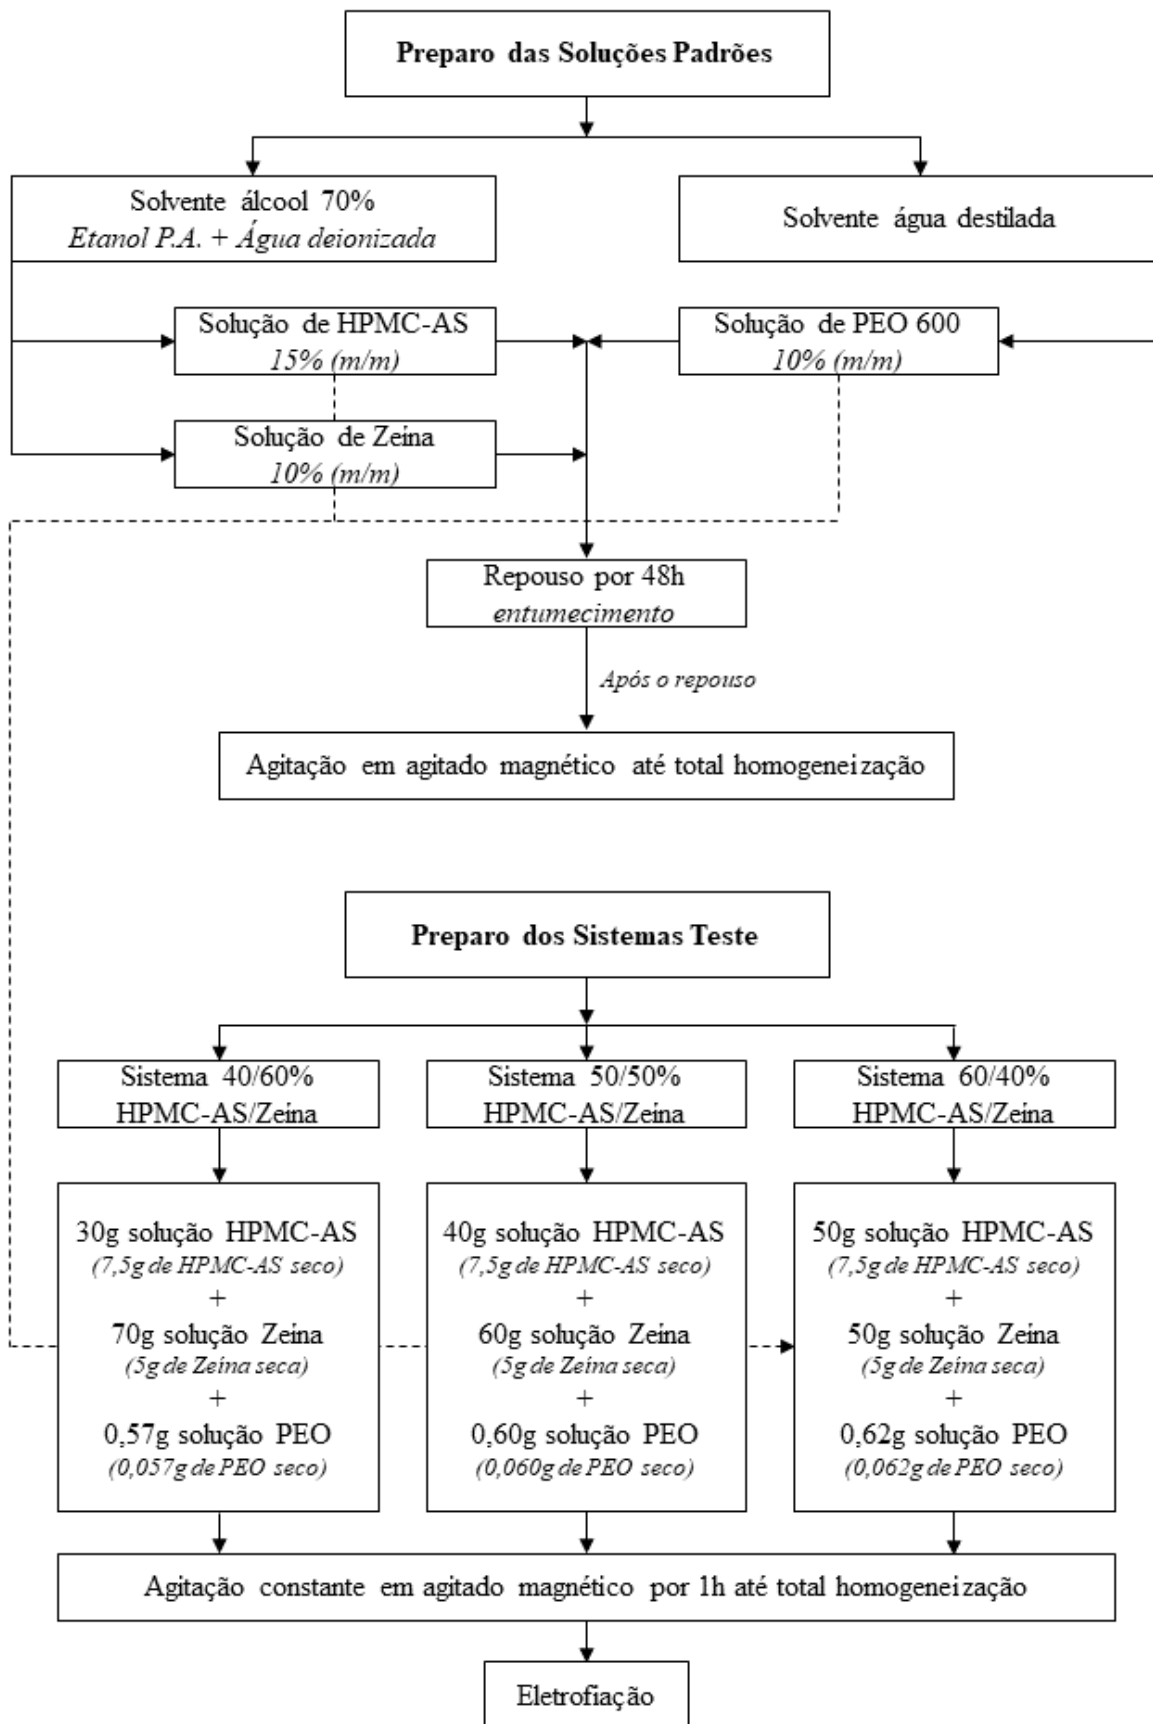 Preparo das Soluções Padrões
Solvente álcool 70%
Etanol P.A. + Água deionizada
Solvente água destilada
Solução de HPMC-AS
15% (m/m)
Solução de PEO 600
10% (m/m)
Solução de Zeína
10% (m/m)
Repouso por 48h
entumecimento
Após o repouso
Agitação em agitado magnético até total homogeneização
Preparo dos Sistemas Teste
Sistema 40/60%
HPMC-AS/Zeína
Sistema 50/50%
HPMC-AS/Zeína
Sistema 60/40%
HPMC-AS/Zeína
30g solução HPMC-AS
(7,5g de HPMC-AS seco)
+
70g solução Zeína
(5g de Zeína seca)
+
0,57g solução PEO
(0,057g de PEO seco)
40g solução HPMC-AS
(7,5g de HPMC-AS seco)
+
60g solução Zeína
(5g de Zeína seca)
+
0,60g solução PEO
(0,060g de PEO seco)
50g solução HPMC-AS
(7,5g de HPMC-AS seco)
+
50g solução Zeína
(5g de Zeína seca)
+
0,62g solução PEO
(0,062g de PEO seco)
Agitação constante em agitado magnético por 1h até total homogeneização
Eletrofiação